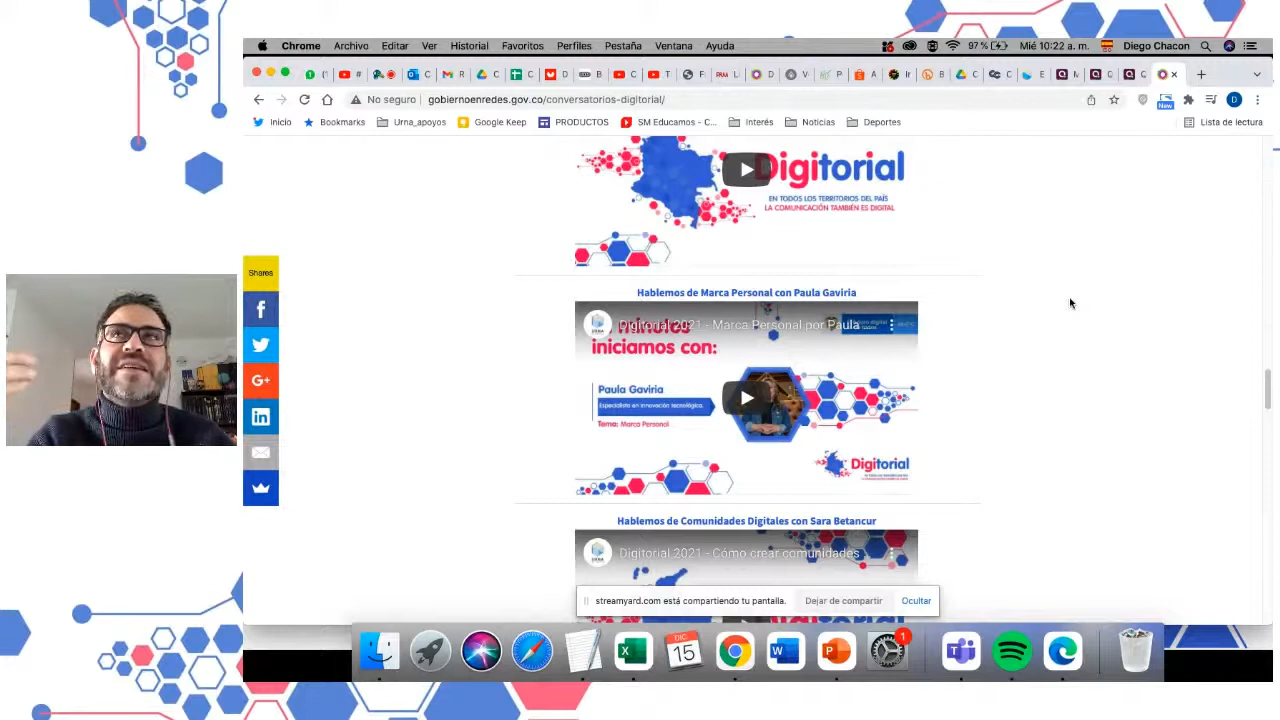 Chrome Archivo Editar Ver Historial Favoritos Perfiles Pestaña Ventana Ayuda 97 % Mié 10:22 a. m. Diego Chacon
No seguro gobiernoenredes.gov.co/conversatorios-digitorial/ New D
Inicio Bookmarks Urna_apoyos Google Keep PRODUCTOS SM Educamos - C... Interés Noticias Deportes Lista de lectura
Digitorial
EN TODOS LOS TERRITORIOS DEL PAÍS
LA COMUNICACIÓN TAMBIÉN ES DIGITAL
Shares
Hablemos de Marca Personal con Paula Gaviria
Digitorial 2021 - Marca Personal por Paula
minutos
iniciamos con:
Paula Gaviria
Especialista en innovación tecnológica.
Tema: Marca Personal
Digitorial
Hablemos de Comunidades Digitales con Sara Betancur
Digitorial 2021 - Cómo crear comunidades
streamyard.com está compartiendo tu pantalla. Dejar de compartir Ocultar
DIC
15
1